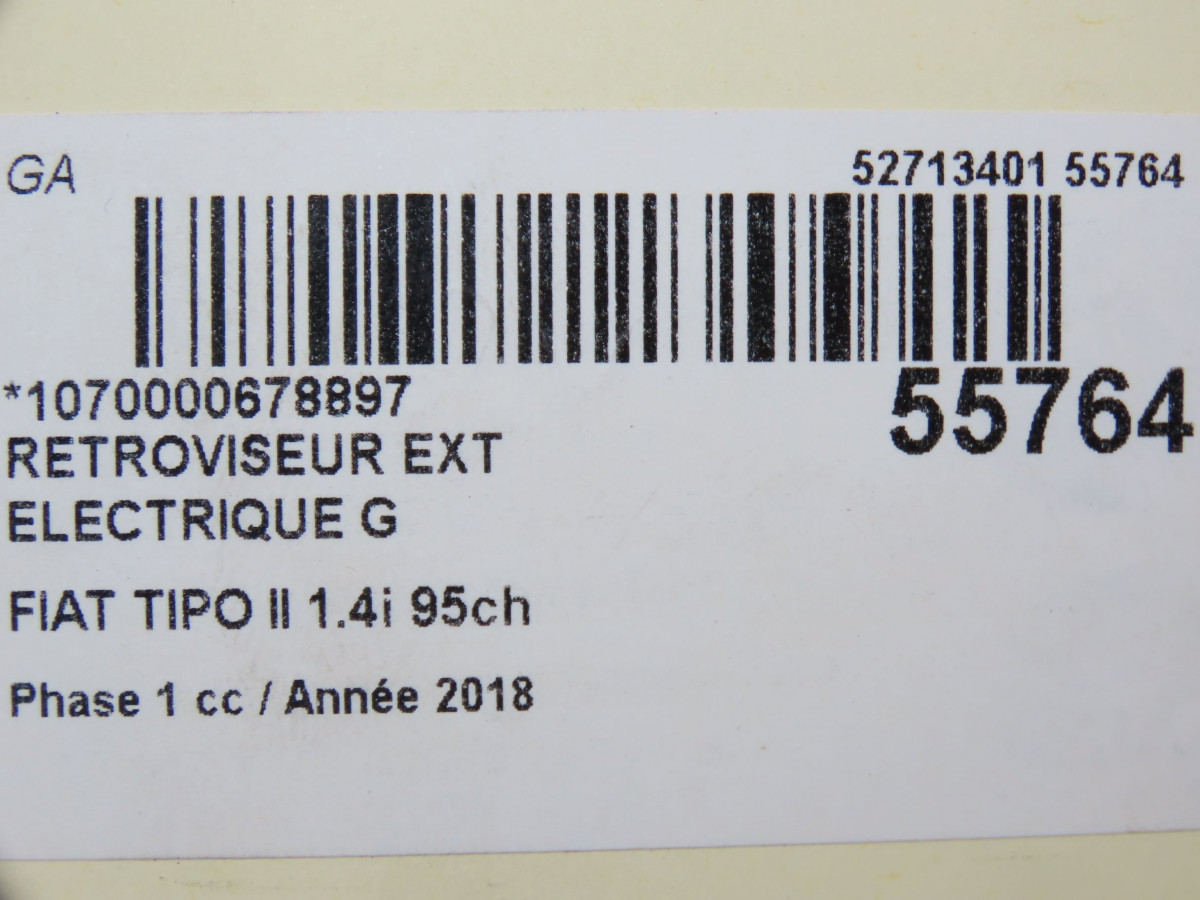 GA
52713401 55764
*1070000678897
55764
RETROVISEUR EXT
ELECTRIQUE G
FIAT TIPO II 1.4i 95ch
Phase 1 cc / Année 2018